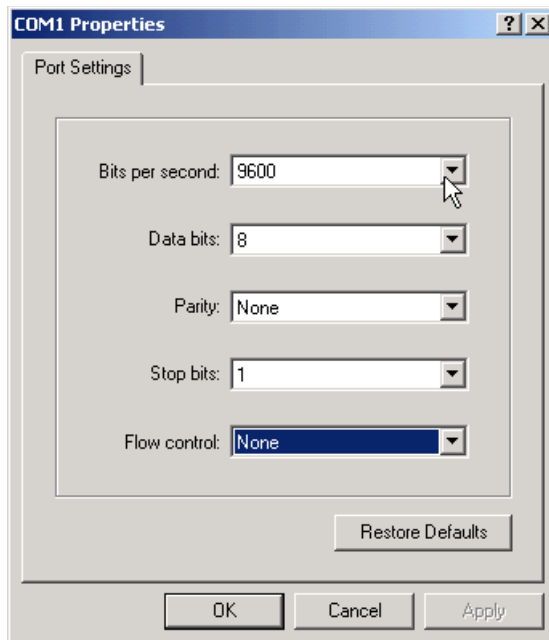 COM1 Properties
Port Settings
Bits per second: 9600
Data bits: 8
Parity: None
Stop bits: 1
Flow control: None
Restore Defaults
OK Cancel Apply